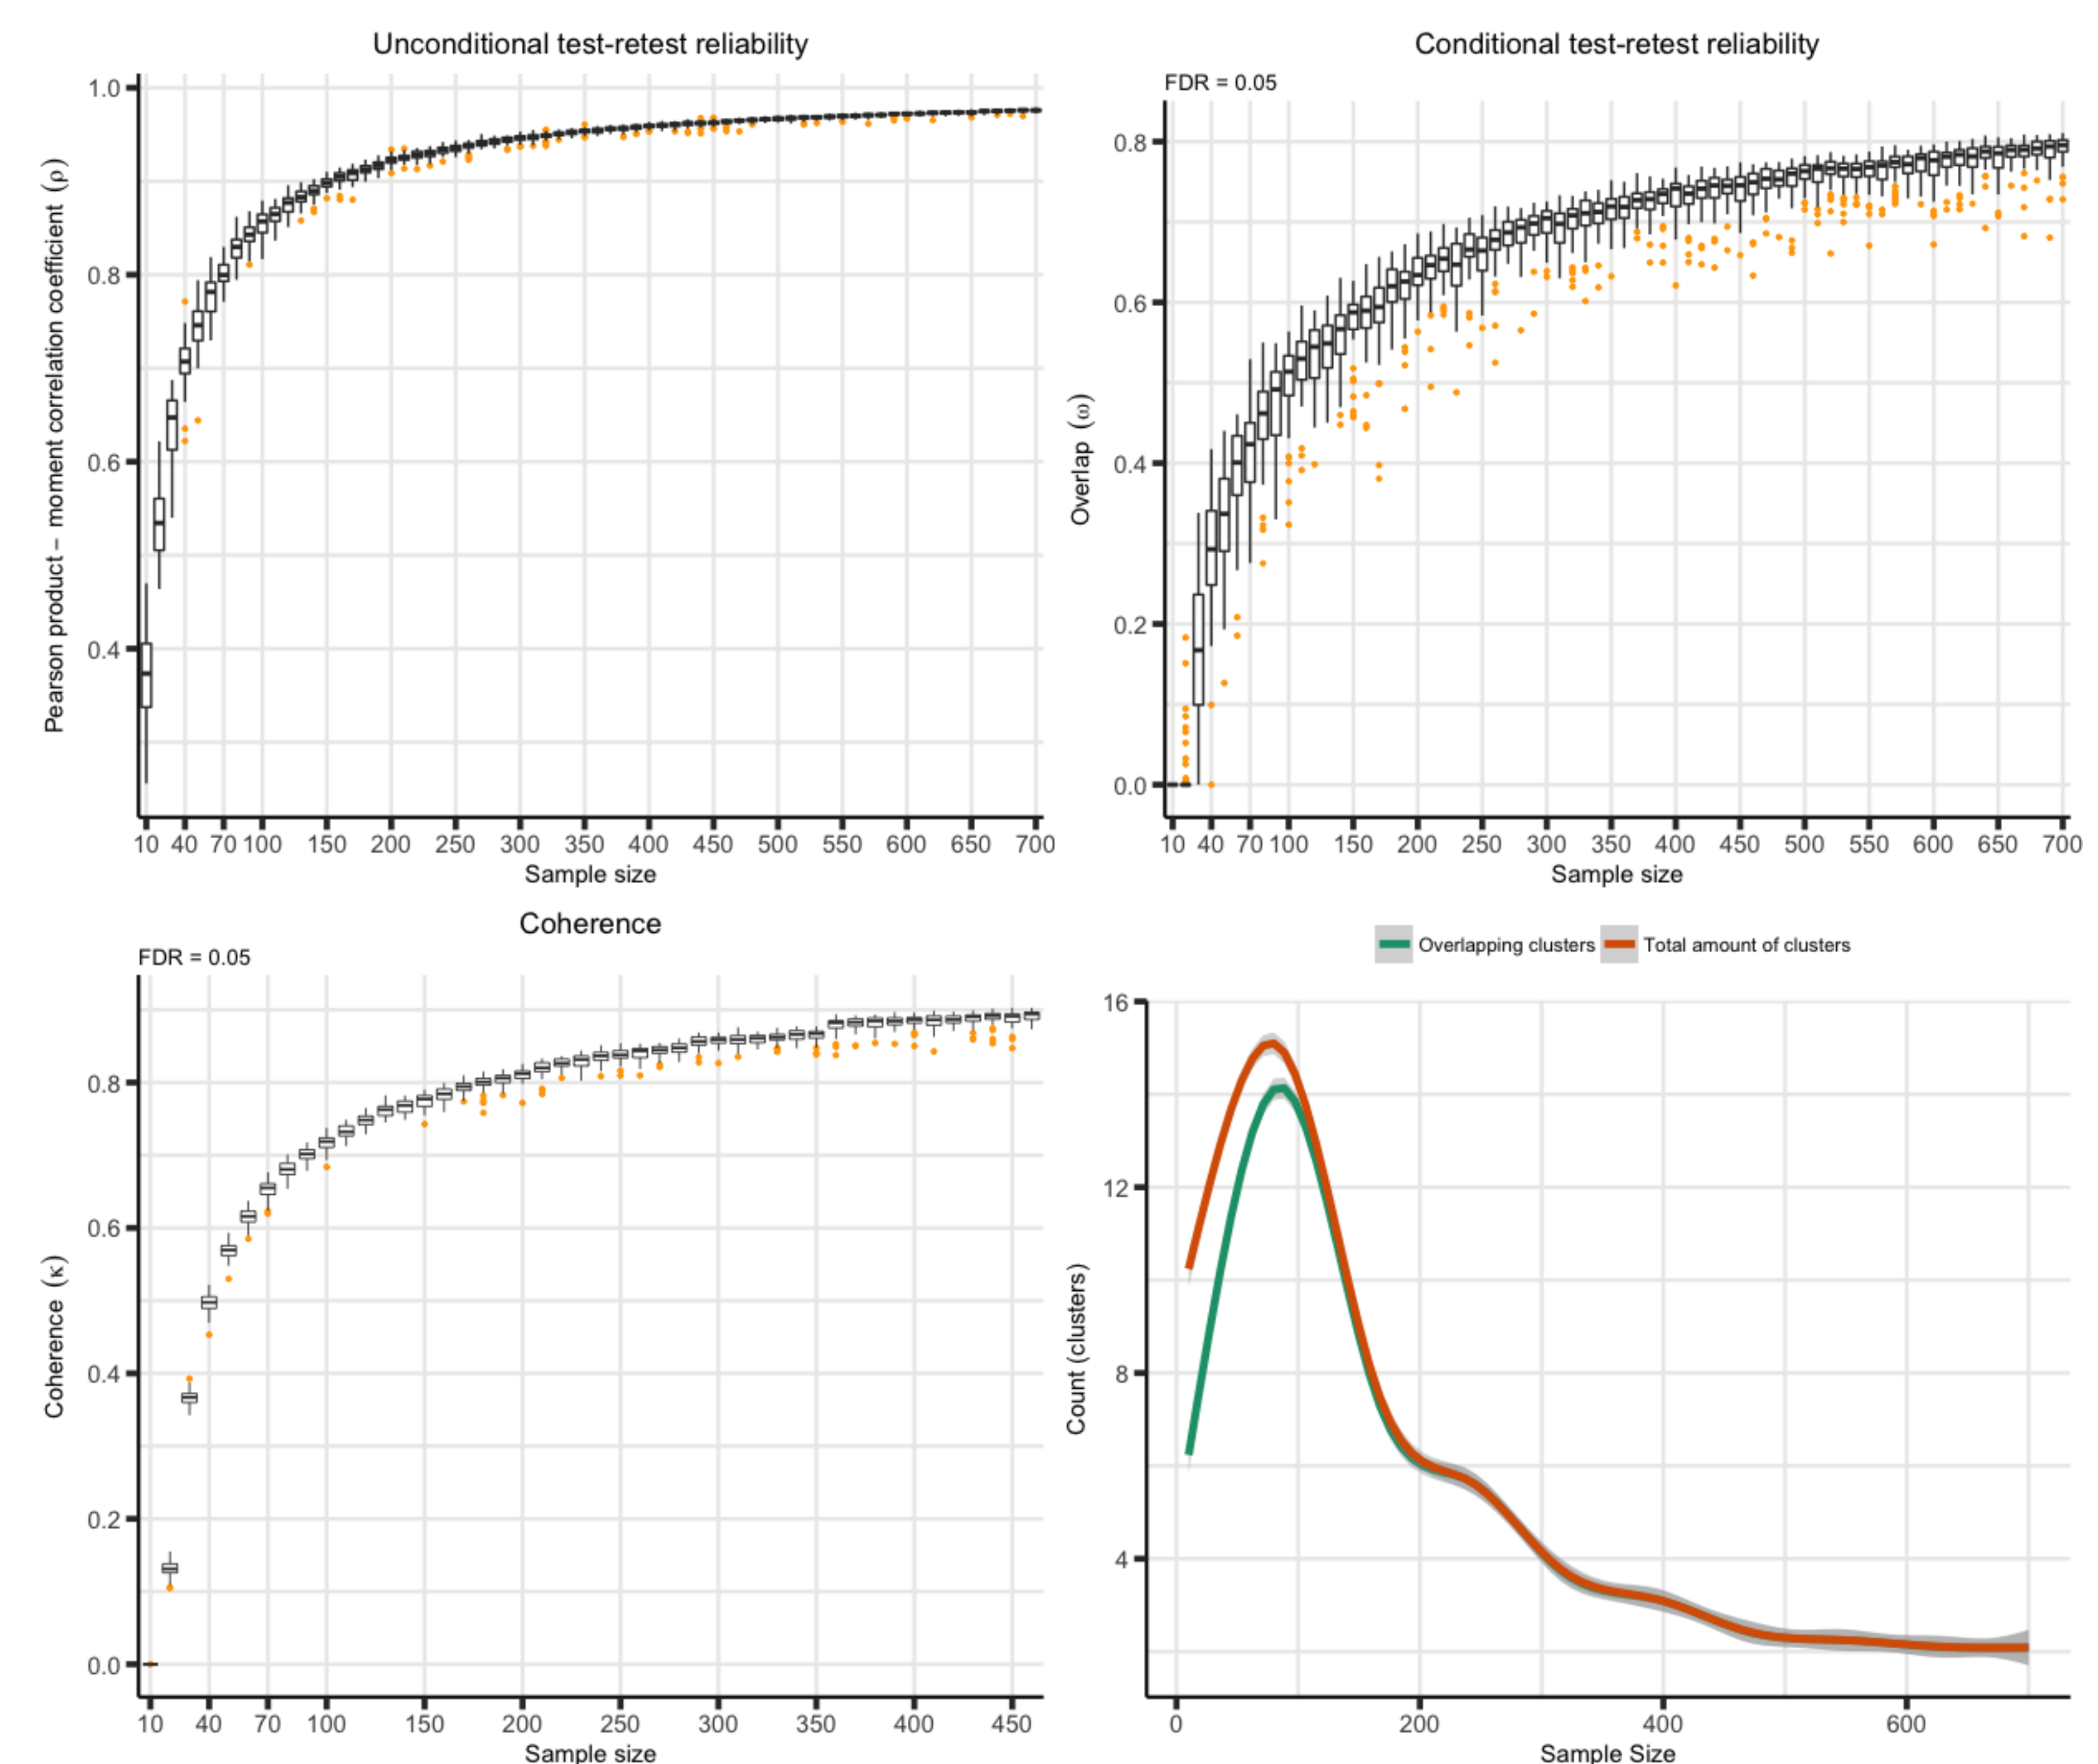 Unconditional test-retest reliability
1.0
0.8
0.6
0.4
Pearson product − moment correlation coefficient (ρ)
10 40 70 100 150 200 250 300 350 400 450 500 550 600 650 700
Sample size
Conditional test-retest reliability
FDR = 0.05
0.8
0.6
0.4
0.2
0.0
Overlap (ω)
10 40 70 100 150 200 250 300 350 400 450 500 550 600 650 700
Sample size
Coherence
FDR = 0.05
0.8
0.6
0.4
0.2
0.0
Coherence (κ)
10 40 70 100 150 200 250 300 350 400 450
Sample size
Overlapping clusters Total amount of clusters
16
12
8
4
Count (clusters)
0 200 400 600
Sample Size